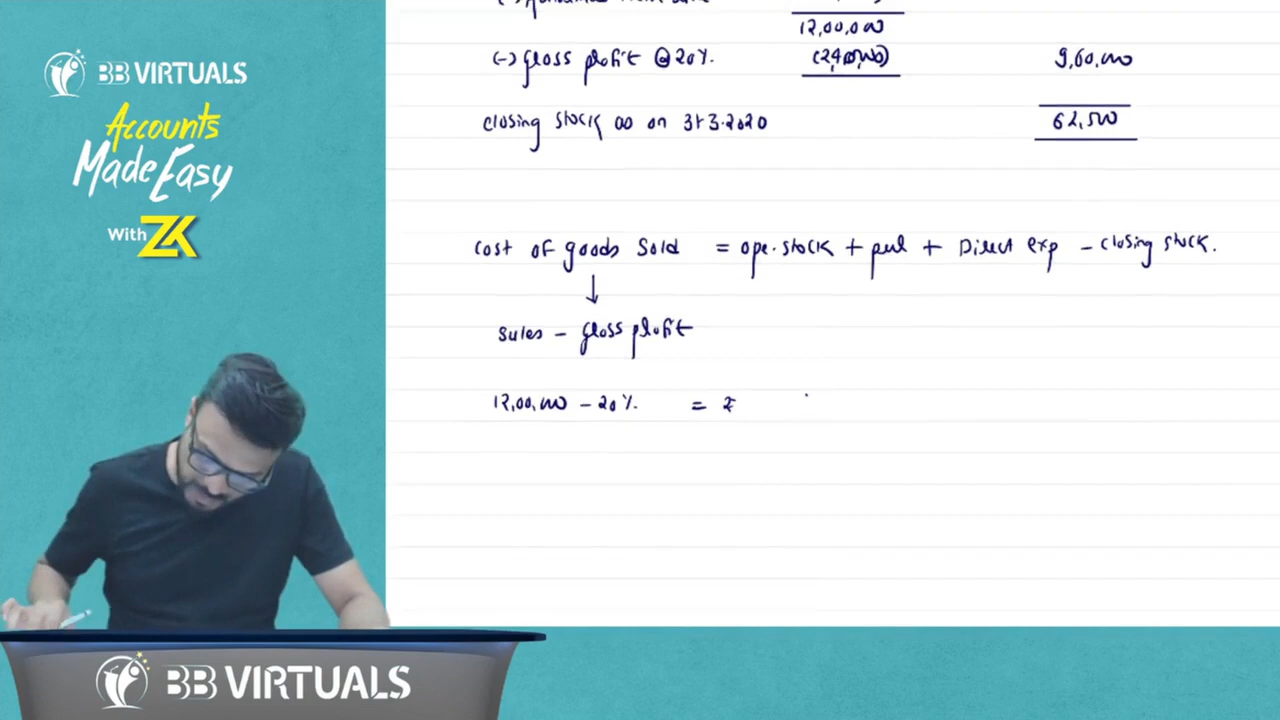 12,00,000
BB VIRTUALS
(-) Gross profit @20%. (2,40,000) 9,60,000
closing stock as on 31.3.2020 62,500
Accounts
Made Easy
With ZK
cost of goods sold = ope. stock + pur + Direct exp - closing stock.
sales - gross profit
12,00,000 - 20% =
BB VIRTUALS